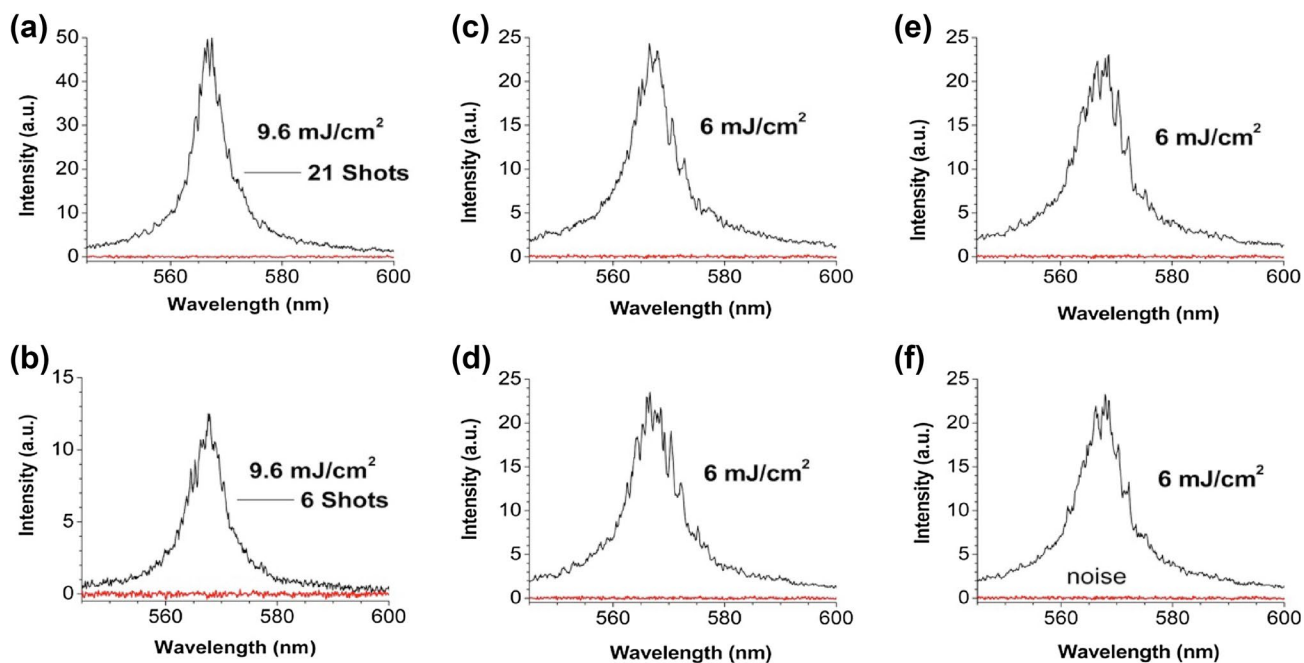 (a)
50
40
30
20
10
0
Intensity (a.u.)
9.6 mJ/cm²
21 Shots
560 580 600
Wavelength (nm)
(c)
25
20
15
10
5
0
Intensity (a.u.)
6 mJ/cm²
560 580 600
Wavelength (nm)
(e)
25
20
15
10
5
0
Intensity (a.u.)
6 mJ/cm²
560 580 600
Wavelength (nm)
(b)
15
10
5
0
Intensity (a.u.)
9.6 mJ/cm²
6 Shots
560 580 600
Wavelength (nm)
(d)
25
20
15
10
5
0
Intensity (a.u.)
6 mJ/cm²
560 580 600
Wavelength (nm)
(f)
25
20
15
10
5
0
Intensity (a.u.)
6 mJ/cm²
noise
560 580 600
Wavelength (nm)